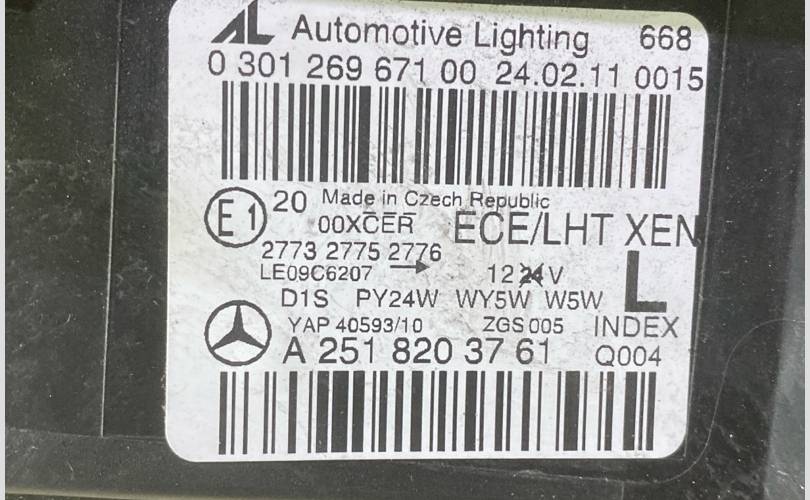 AL Automotive Lighting 668
0 301 269 671 00 24.02.11 0015
E1 20 Made in Czech Republic
00XCER ECE/LHT XEN
2773 2775 2776
LE09C6207 → 12 24 V L
D1S PY24W WY5W W5W
YAP 40593/10 ZGS 005 INDEX
A 251 820 37 61 Q004